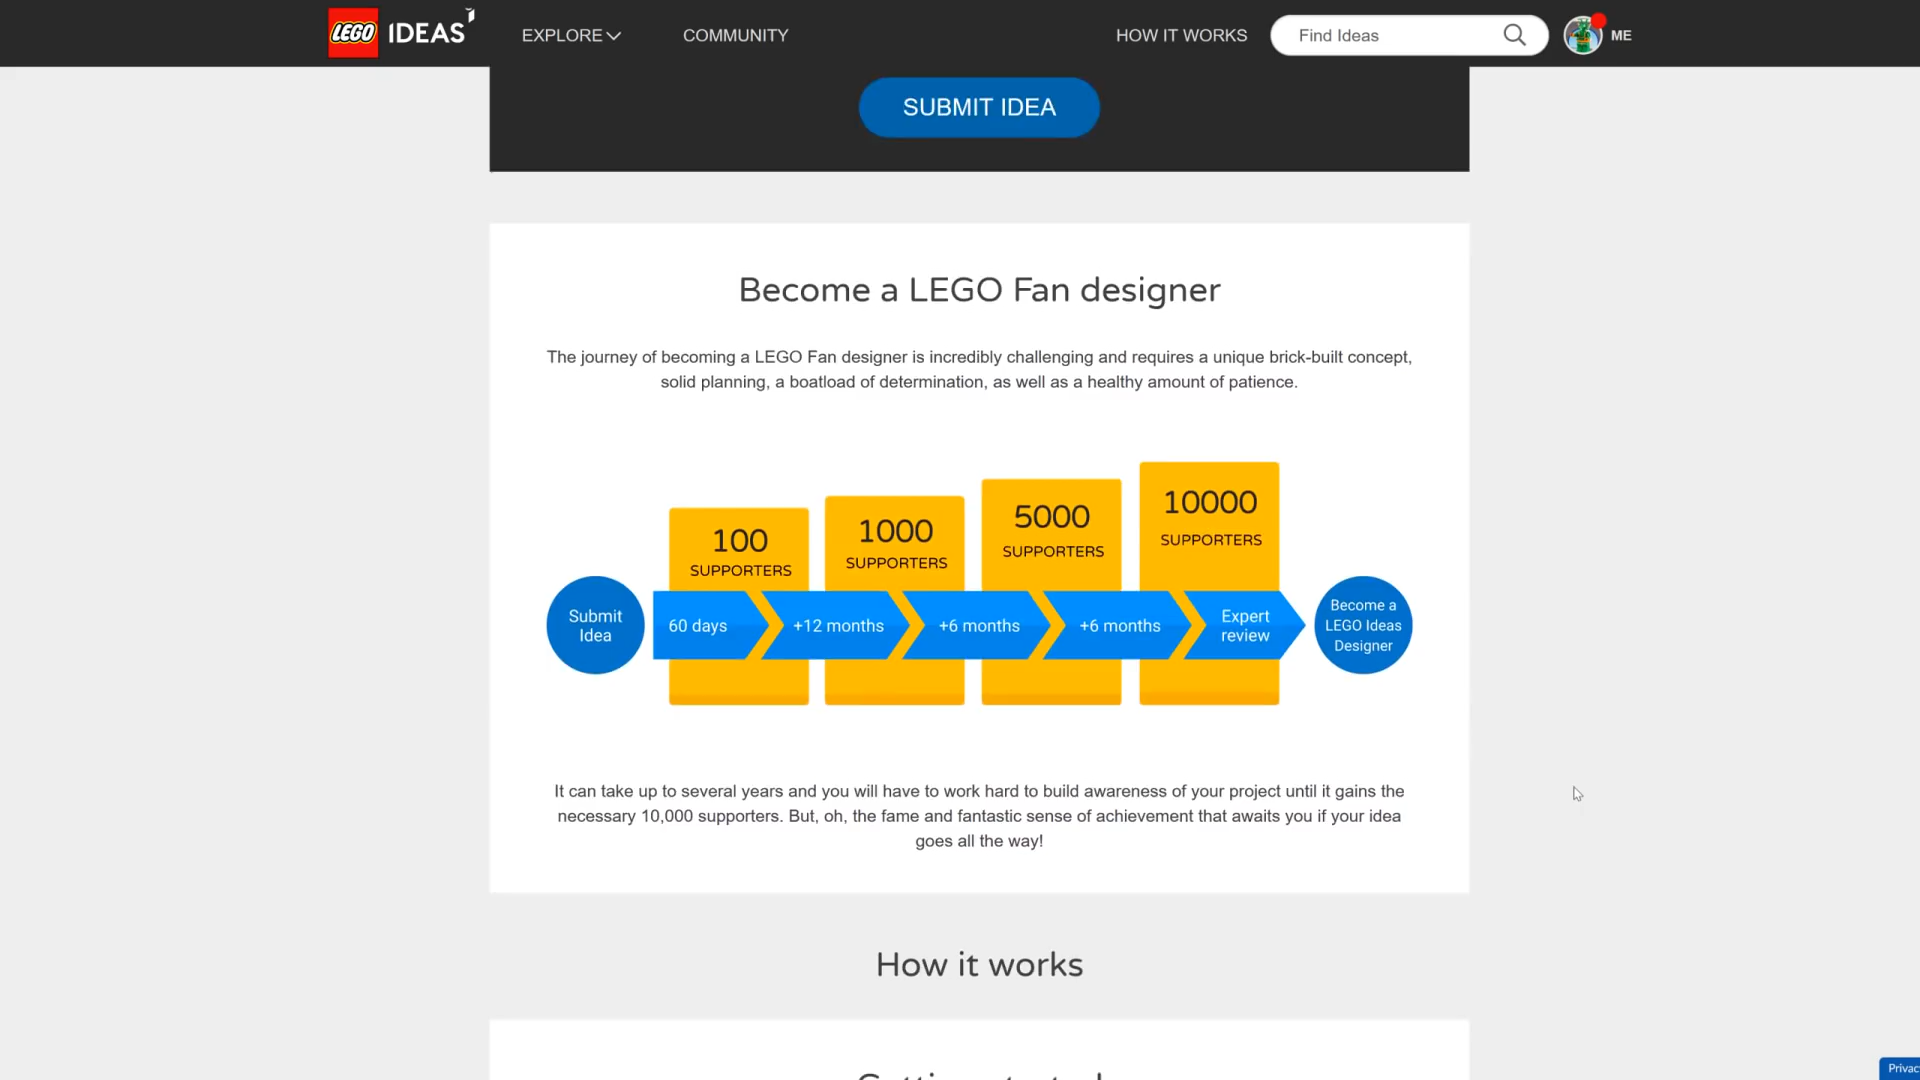 LEGO IDEAS EXPLORE COMMUNITY HOW IT WORKS Find Ideas ME
SUBMIT IDEA
Become a LEGO Fan designer
The journey of becoming a LEGO Fan designer is incredibly challenging and requires a unique brick-built concept,
solid planning, a boatload of determination, as well as a healthy amount of patience.
100
SUPPORTERS
1000
SUPPORTERS
5000
SUPPORTERS
10000
SUPPORTERS
Submit
Idea
60 days
+12 months
+6 months
+6 months
Expert
review
Become a
LEGO Ideas
Designer
It can take up to several years and you will have to work hard to build awareness of your project until it gains the
necessary 10,000 supporters. But, oh, the fame and fantastic sense of achievement that awaits you if your idea
goes all the way!
How it works